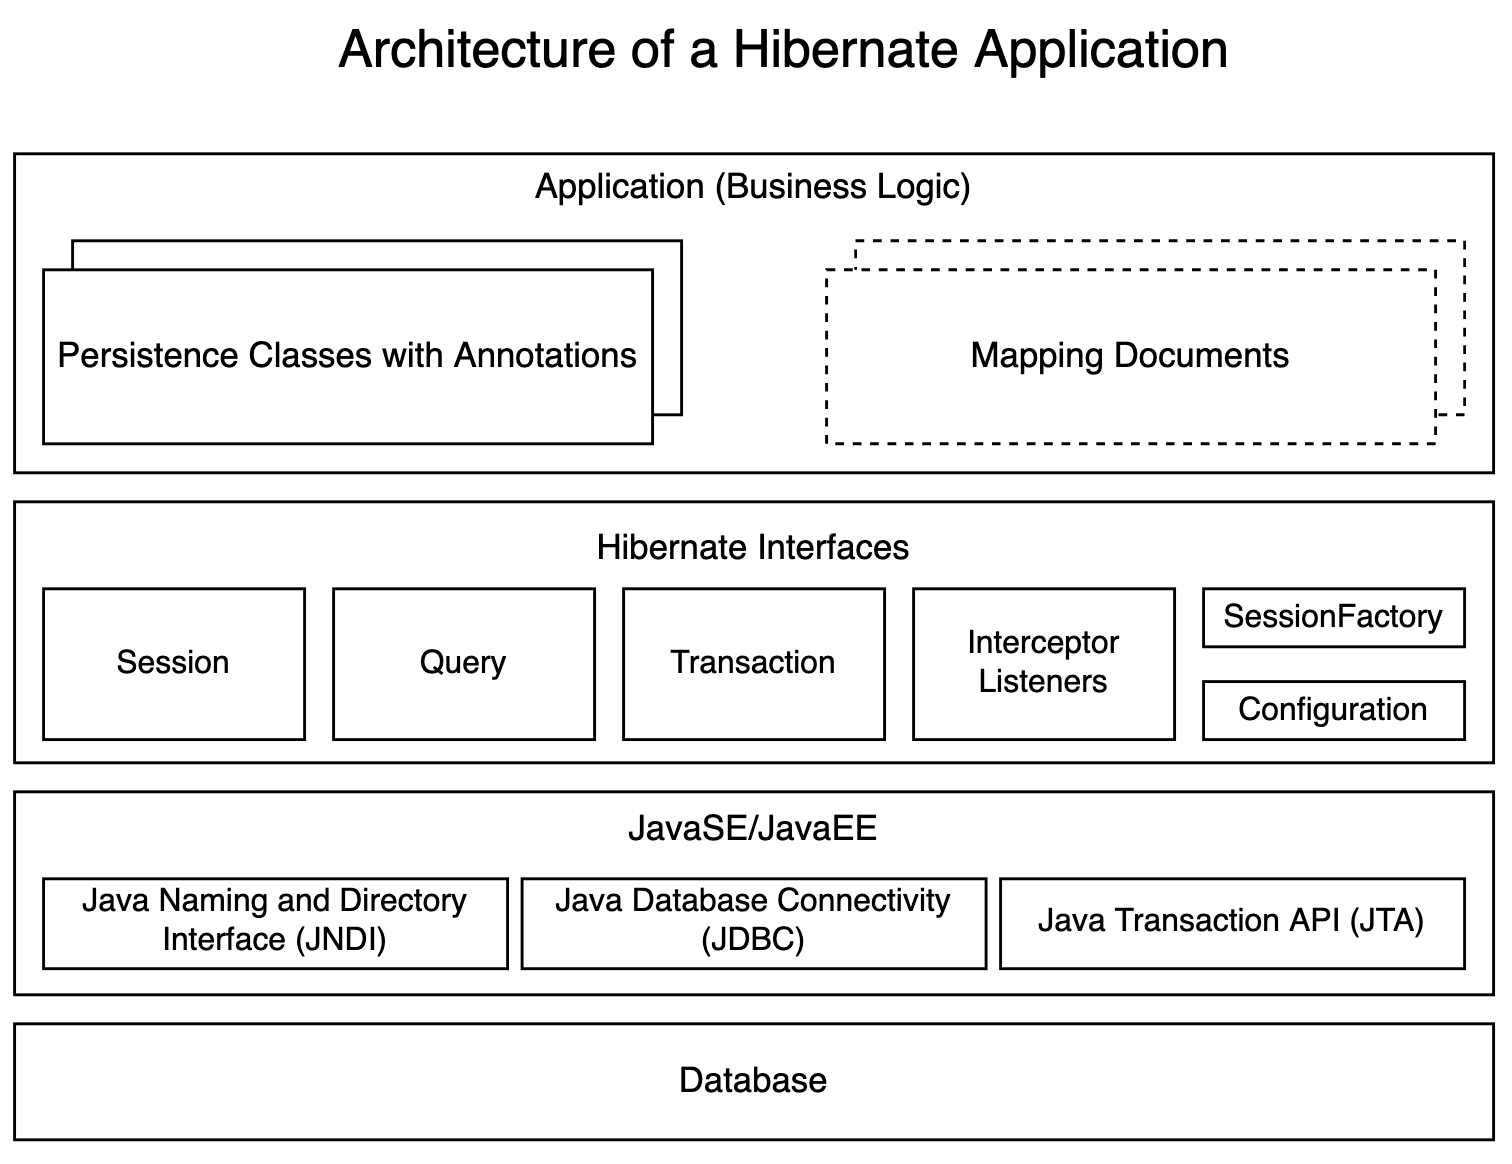 Architecture of a Hibernate Application
Application (Business Logic)
Persistence Classes with Annotations
Mapping Documents
Hibernate Interfaces
Session
Query
Transaction
Interceptor
Listeners
SessionFactory
Configuration
JavaSE/JavaEE
Java Naming and Directory
Interface (JNDI)
Java Database Connectivity
(JDBC)
Java Transaction API (JTA)
Database